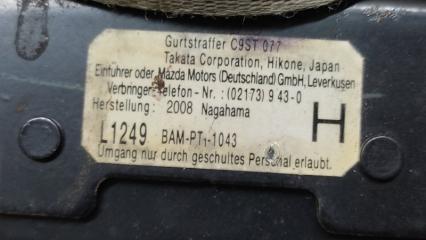 Gurtstraffer C9ST 077
Takata Corporation, Hikone, Japan
Einführer oder Mazda Motors (Deutschland) GmbH, Leverkusen
Verbringer-Telefon-Nr. : (02173) 9 43-0
Herstellung : 2008 Nagahama
H
L1249 BAM-PT1-1043
Umgang nur durch geschultes Personal erlaubt.